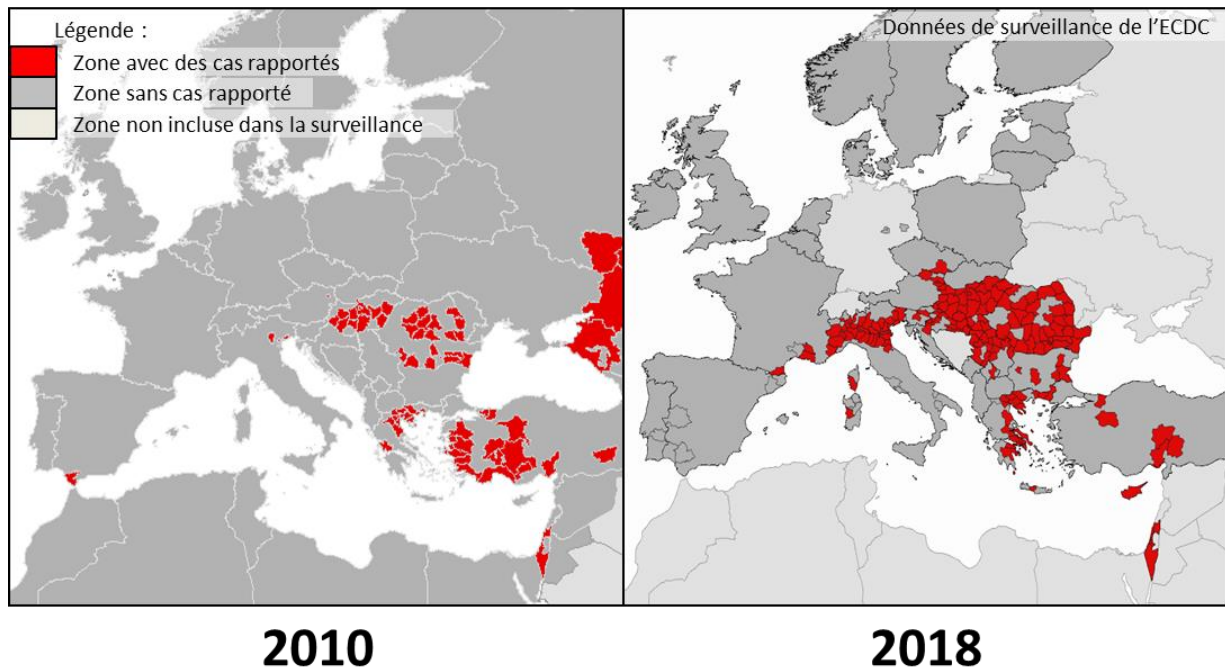 Légende :
Zone avec des cas rapportés
Zone sans cas rapporté
Zone non incluse dans la surveillance
Données de surveillance de l’ECDC
2010
2018